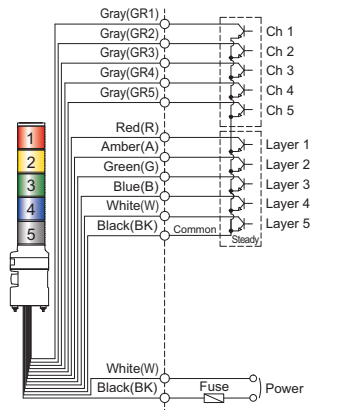 Gray(GR1)
Gray(GR2) Ch 1
Gray(GR3) Ch 2
Gray(GR4) Ch 3
Gray(GR5) Ch 4
Ch 5
Red(R)
Amber(A) Layer 1
Green(G) Layer 2
Blue(B) Layer 3
White(W) Layer 4
Black(BK) Common Layer 5
Steady
1
2
3
4
5
White(W)
Black(BK) Fuse Power